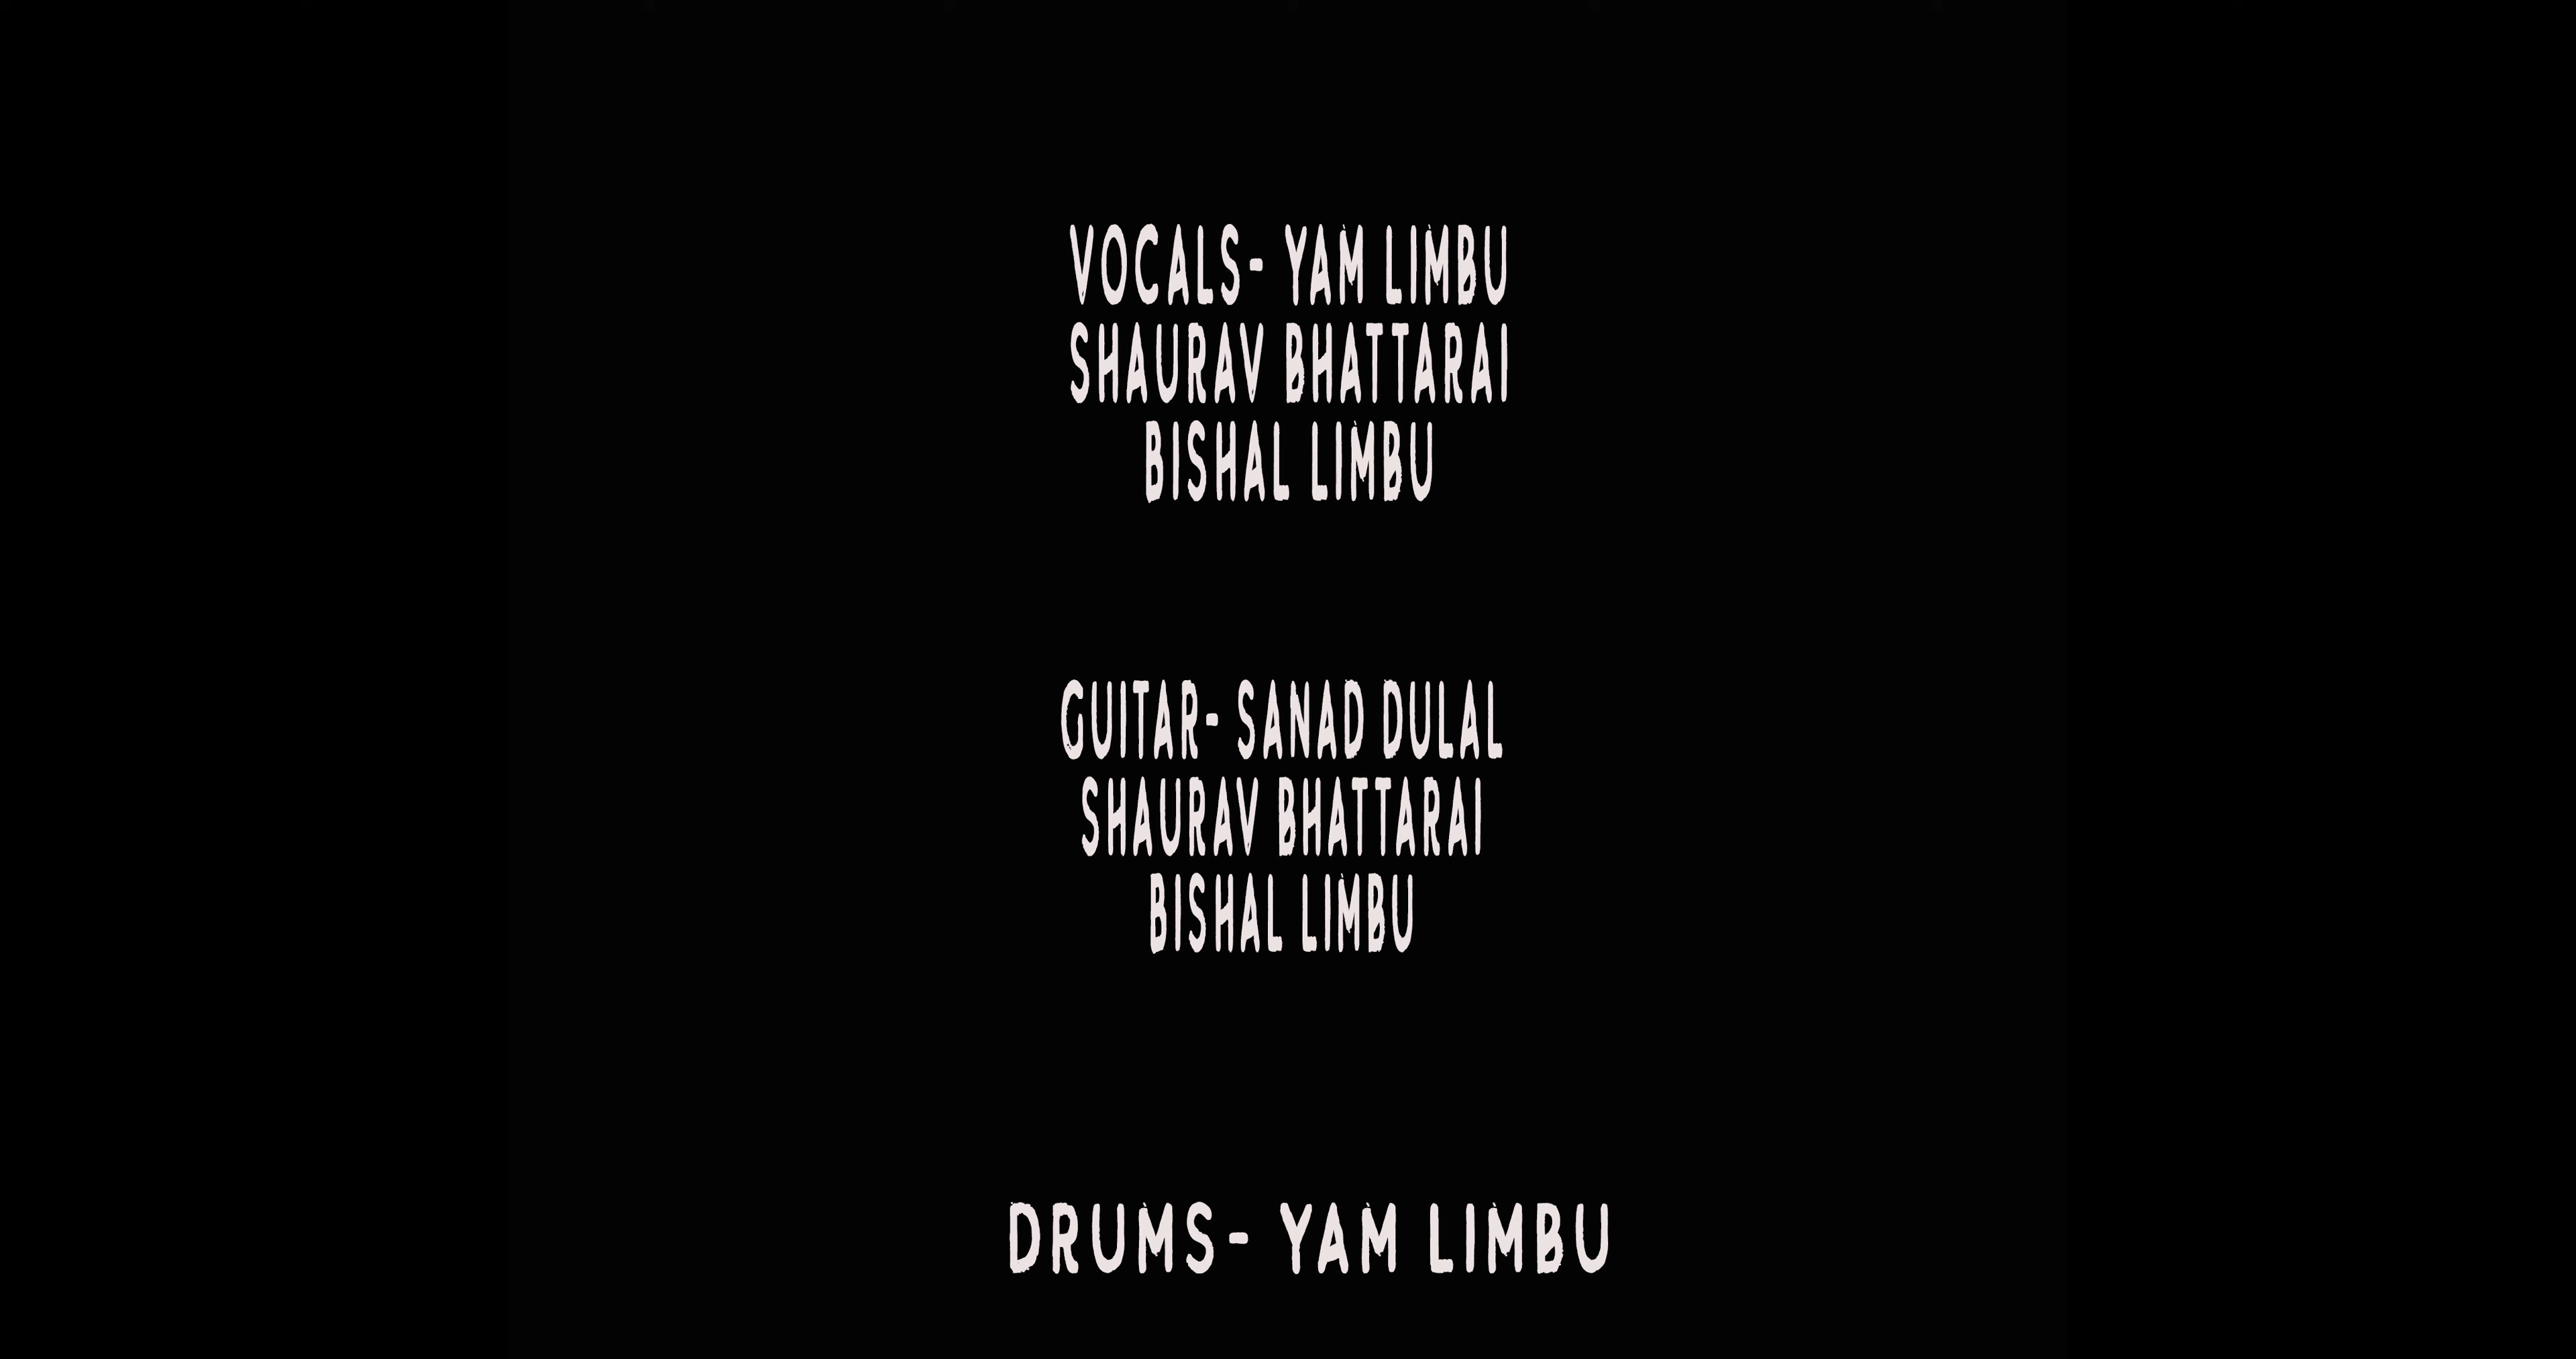 VOCALS- YAM LIMBU
SHAURAV BHATTARAI
BISHAL LIMBU
GUITAR- SANAD DULAL
SHAURAV BHATTARAI
BISHAL LIMBU
DRUMS- YAM LIMBU